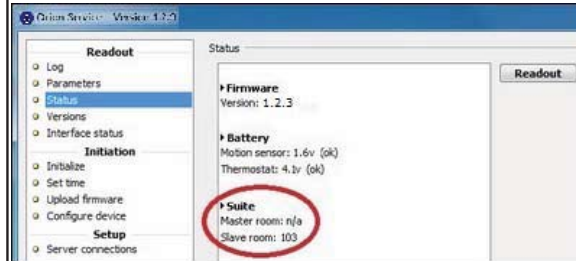 Orion Service - Version 1.2.0
Readout
Log
Parameters
Status
Versions
Interface status
Initiation
Initialize
Set time
Upload firmware
Configure device
Setup
Server connections
Status
Firmware
Version: 1.2.3
Battery
Motion sensor: 1.6v (ok)
Thermostat: 4.1v (ok)
Suite
Master room: n/a
Slave room: 103
Readout